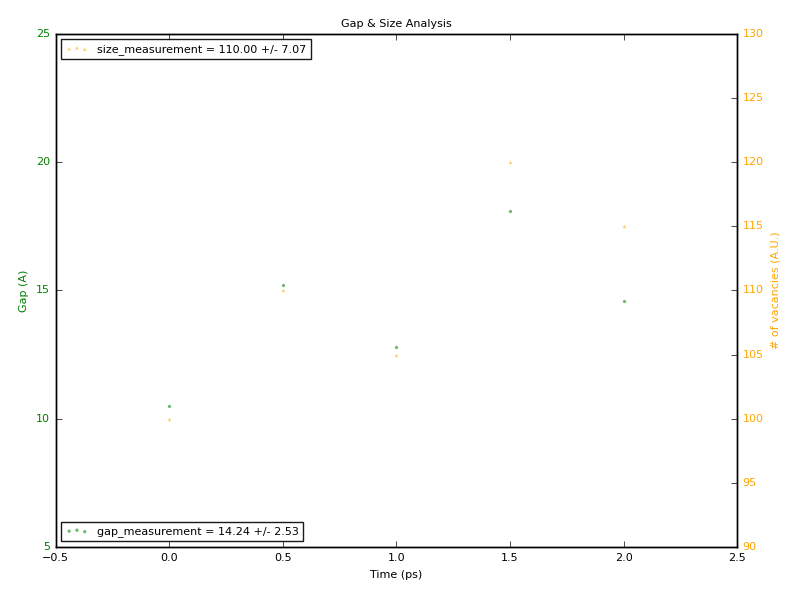 Gap & Size Analysis
size_measurement = 110.00 +/- 7.07
gap_measurement = 14.24 +/- 2.53
Gap (A)
25
20
15
10
5
# of vacancies (A.U.)
130
125
120
115
110
105
100
95
90
−0.5 0.0 0.5 1.0 1.5 2.0 2.5
Time (ps)